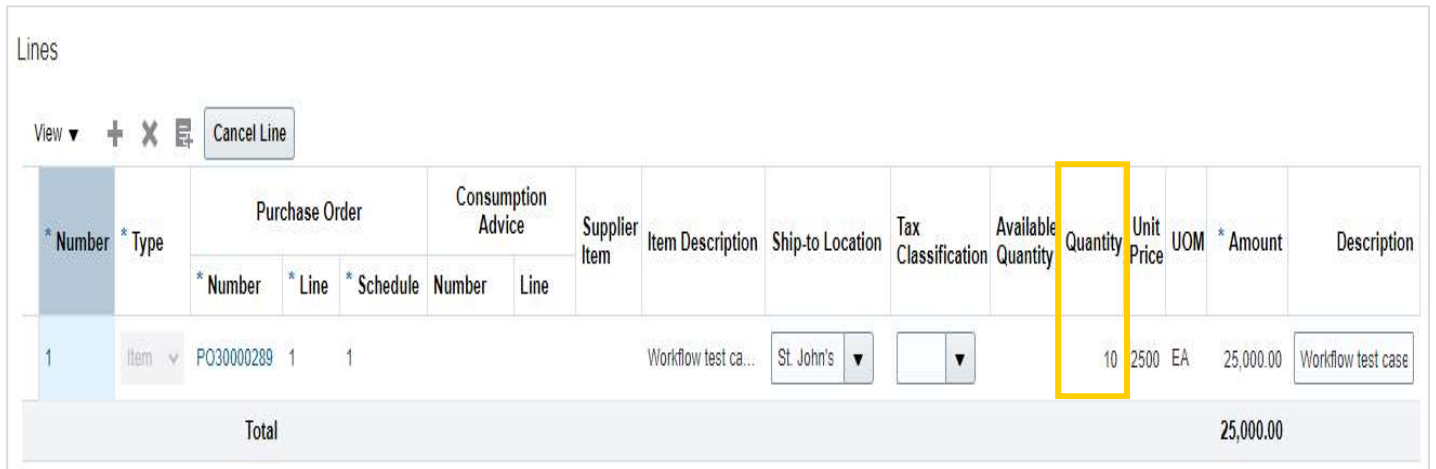 Lines
View ▼ Cancel Line
* Number * Type Purchase Order Consumption Advice Supplier Item Item Description Ship-to Location Tax Classification Available Quantity Quantity Unit Price UOM * Amount Description
* Number * Line * Schedule Number Line
1 Item PO30000289 1 1 Workflow test ca... St. John's 10 2500 EA 25,000.00 Workflow test case
Total 25,000.00